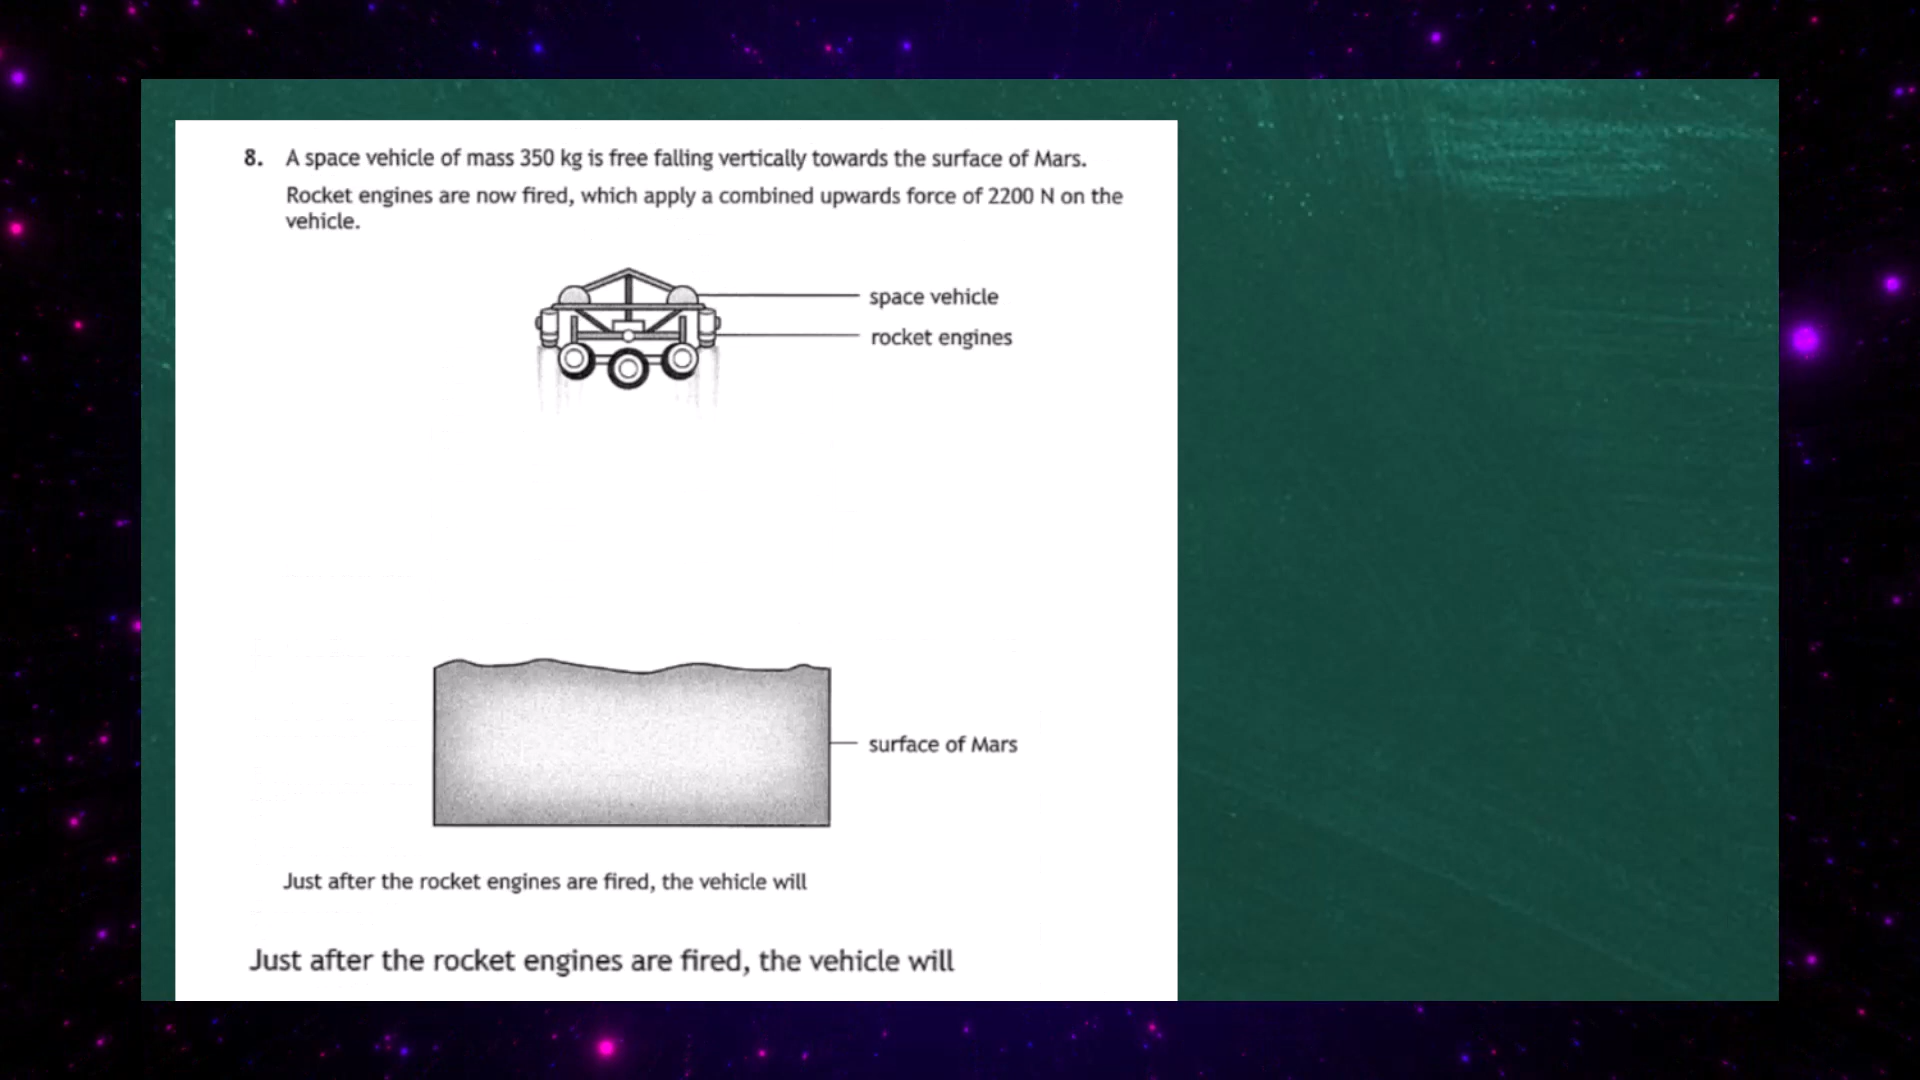 8. A space vehicle of mass 350 kg is free falling vertically towards the surface of Mars.
Rocket engines are now fired, which apply a combined upwards force of 2200 N on the
vehicle.
space vehicle
rocket engines
surface of Mars
Just after the rocket engines are fired, the vehicle will
Just after the rocket engines are fired, the vehicle will